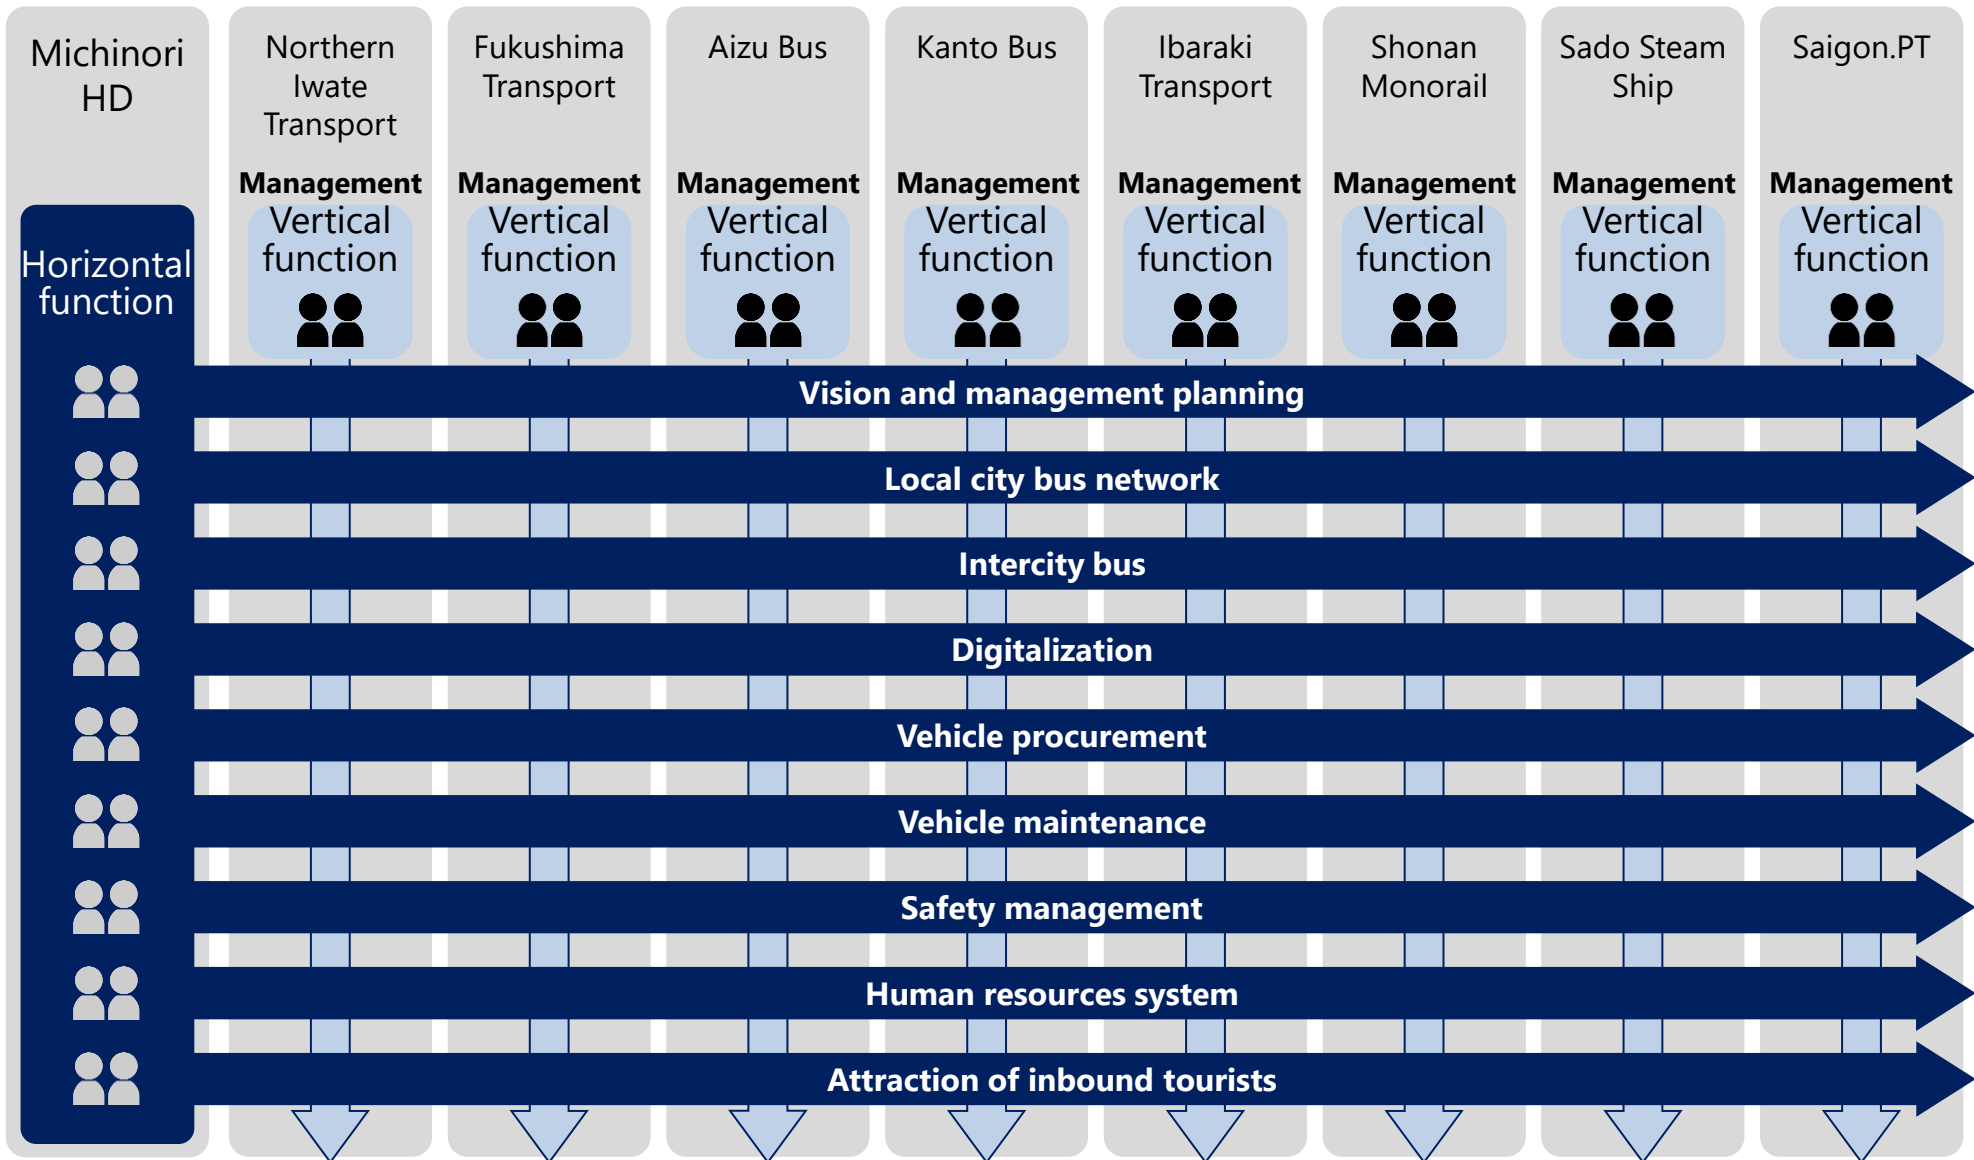 Michinori
HD
Northern
Iwate
Transport
Fukushima
Transport
Aizu Bus
Kanto Bus
Ibaraki
Transport
Shonan
Monorail
Sado Steam
Ship
Saigon.PT
Management
Management
Management
Management
Management
Management
Management
Management
Horizontal
function
Vertical
function
Vertical
function
Vertical
function
Vertical
function
Vertical
function
Vertical
function
Vertical
function
Vertical
function
Vision and management planning
Local city bus network
Intercity bus
Digitalization
Vehicle procurement
Vehicle maintenance
Safety management
Human resources system
Attraction of inbound tourists